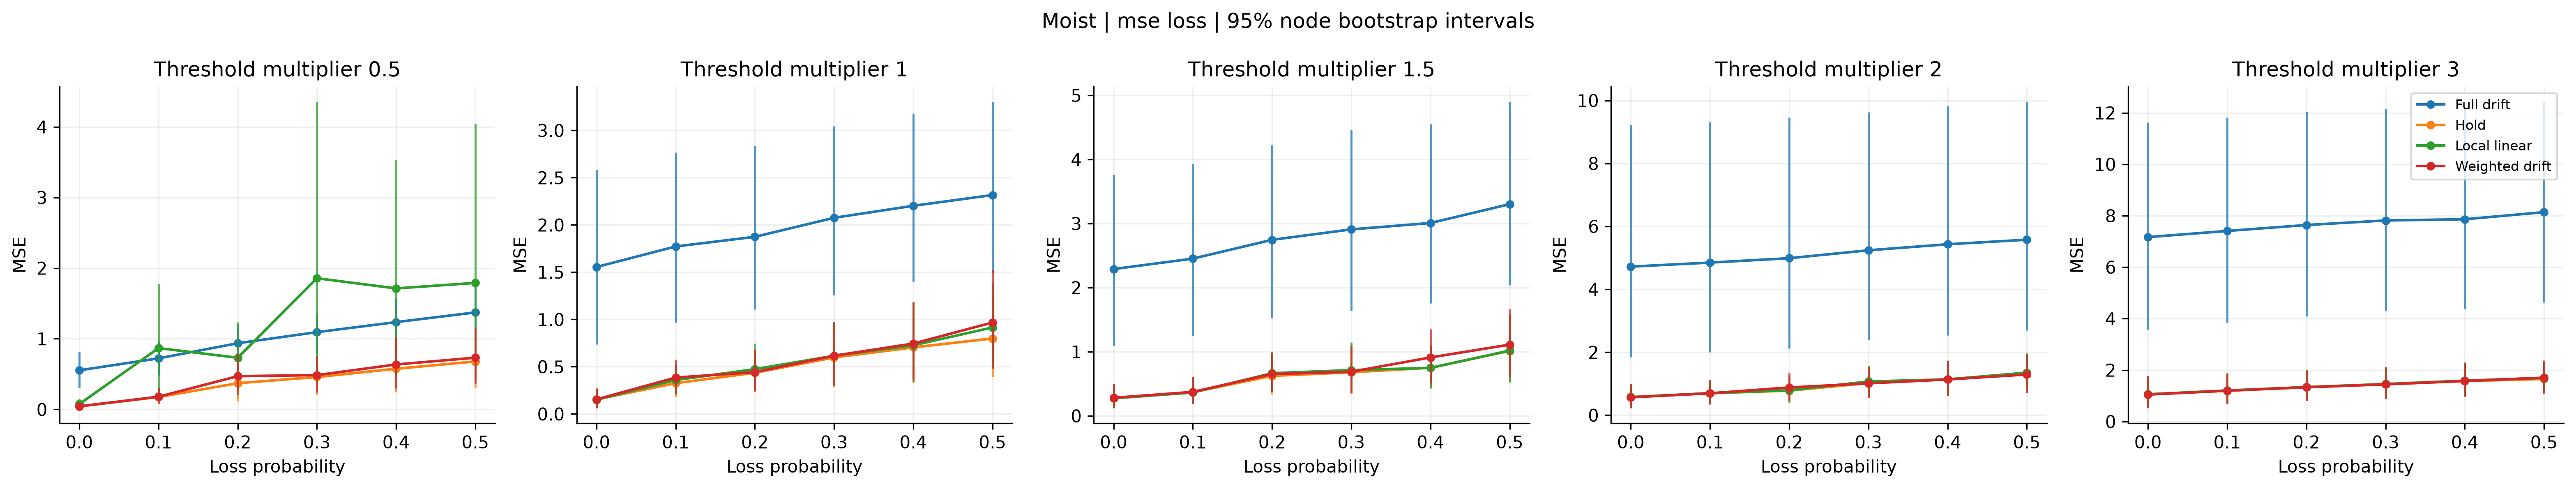 Moist | mse loss | 95% node bootstrap intervals
Threshold multiplier 0.5
MSE
4
3
2
1
0
0.0 0.1 0.2 0.3 0.4 0.5
Loss probability
Threshold multiplier 1
MSE
3.0
2.5
2.0
1.5
1.0
0.5
0.0
0.0 0.1 0.2 0.3 0.4 0.5
Loss probability
Threshold multiplier 1.5
MSE
5
4
3
2
1
0
0.0 0.1 0.2 0.3 0.4 0.5
Loss probability
Threshold multiplier 2
MSE
10
8
6
4
2
0
0.0 0.1 0.2 0.3 0.4 0.5
Loss probability
Threshold multiplier 3
MSE
12
10
8
6
4
2
0
0.0 0.1 0.2 0.3 0.4 0.5
Loss probability
Full drift
Hold
Local linear
Weighted drift